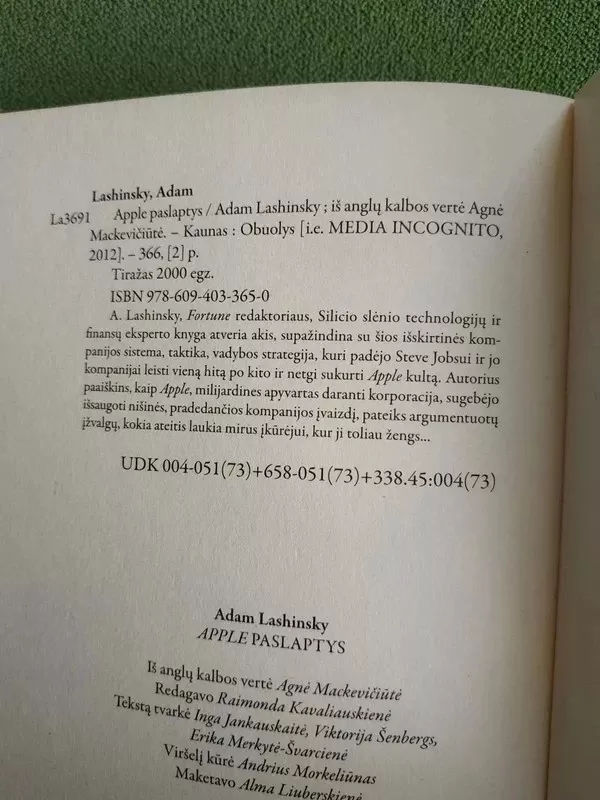 Lashinsky, Adam
La3691 Apple paslaptys / Adam Lashinsky ; iš anglų kalbos vertė Agnė
Mackevičiūtė. – Kaunas : Obuolys [i.e. MEDIA INCOGNITO,
2012]. – 366, [2] p.
Tiražas 2000 egz.
ISBN 978-609-403-365-0
A. Lashinsky, Fortune redaktoriaus, Silicio slėnio technologijų ir
finansų eksperto knyga atveria akis, supažindina su šios išskirtinės kom-
panijos sistema, taktika, vadybos strategija, kuri padėjo Steve Jobsui ir jo
kompanijai leisti vieną hitą po kito ir netgi sukurti Apple kultą. Autorius
paaiškins, kaip Apple, milijardines apyvartas daranti korporacija, sugebėjo
išsaugoti nišinės, pradedančios kompanijos įvaizdį, pateiks argumentuotų
įžvalgų, kokia ateitis laukia mirus įkūrėjui, kur ji toliau žengs...
UDK 004-051(73)+658-051(73)+338.45:004(73)
Adam Lashinsky
APPLE PASLAPTYS
Iš anglų kalbos vertė Agnė Mackevičiūtė
Redagavo Raimonda Kavaliauskienė
Tekstą tvarkė Inga Jankauskaitė, Viktorija Šenbergs,
Erika Merkytė-Švarcienė
Viršelį kūrė Andrius Morkeliūnas
Maketavo Alma Liuberskienė